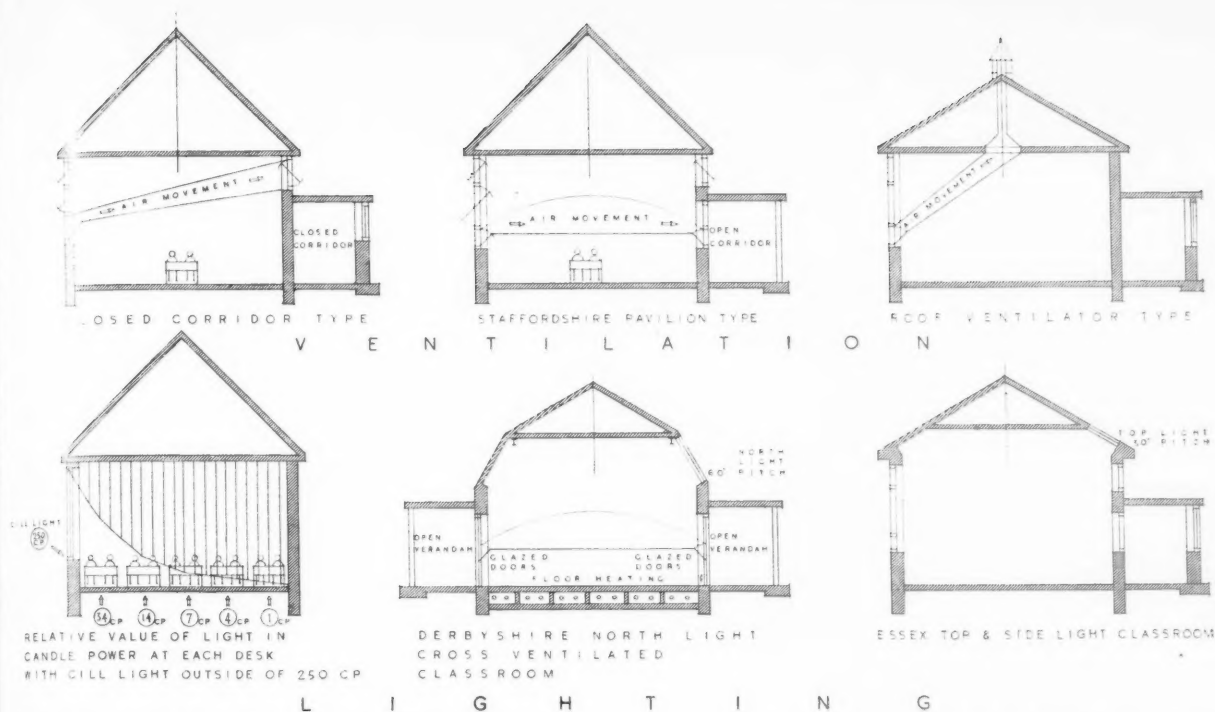 AIR MOVEMENT
CLOSED
CORRIDOR
LOSED CORRIDOR TYPE
AIR MOVEMENT
OPEN
CORRIDOR
STAFFORDSHIRE PAVILION TYPE
AIR MOVEMENT
ROOF VENTILATOR TYPE
VENTILATION
CILL LIGHT
250
CP
54 CP 14 CP 7 CP 4 CP 1 CP
RELATIVE VALUE OF LIGHT IN
CANDLE POWER AT EACH DESK
WITH CILL LIGHT OUTSIDE OF 250 CP
NORTH
LIGHT
60° PITCH
OPEN
VERANDAH
GLAZED
DOORS
GLAZED
DOORS
OPEN
VERANDAH
FLOOR HEATING
DERBYSHIRE NORTH LIGHT
CROSS VENTILATED
CLASSROOM
TOP LIGHT
30° PITCH
ESSEX TOP & SIDE LIGHT CLASSROOM
LIGHTING